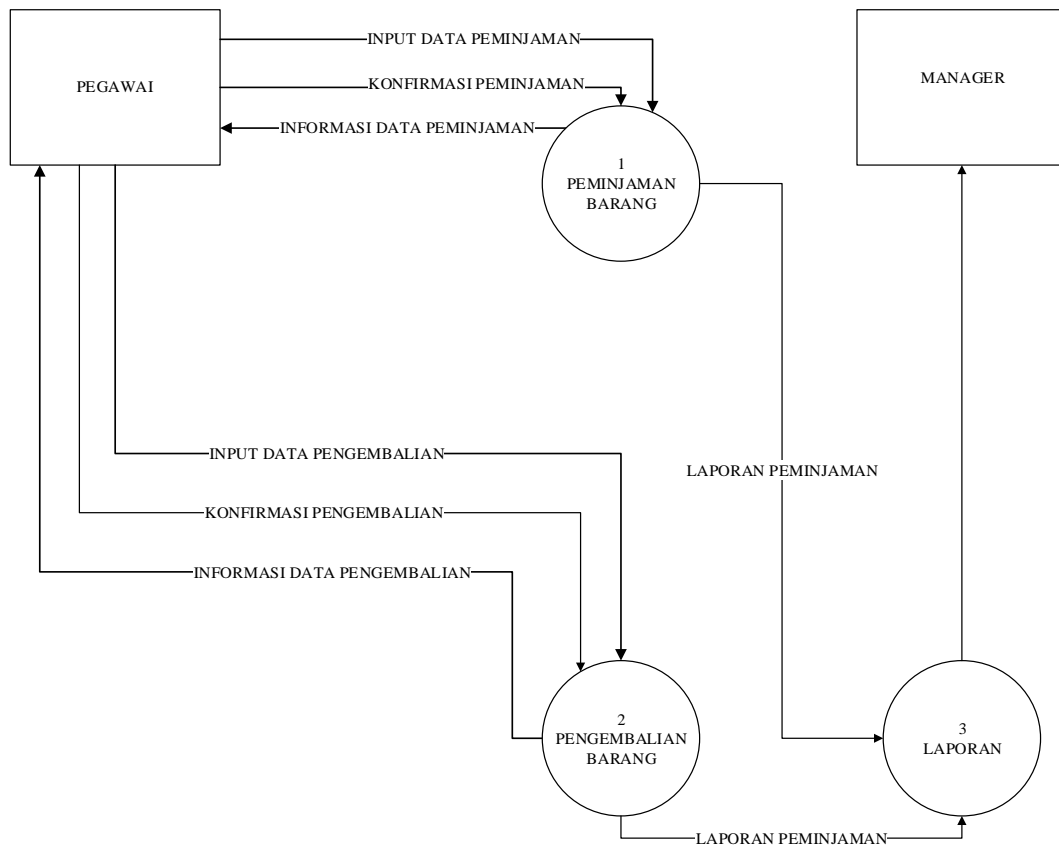 INPUT DATA PEMINJAMAN
PEGAWAI
MANAGER
KONFIRMASI PEMINJAMAN
INFORMASI DATA PEMINJAMAN
1
PEMINJAMAN
BARANG
INPUT DATA PENGEMBALIAN
LAPORAN PEMINJAMAN
KONFIRMASI PENGEMBALIAN
INFORMASI DATA PENGEMBALIAN
2
PENGEMBALIAN
BARANG
3
LAPORAN
LAPORAN PEMINJAMAN